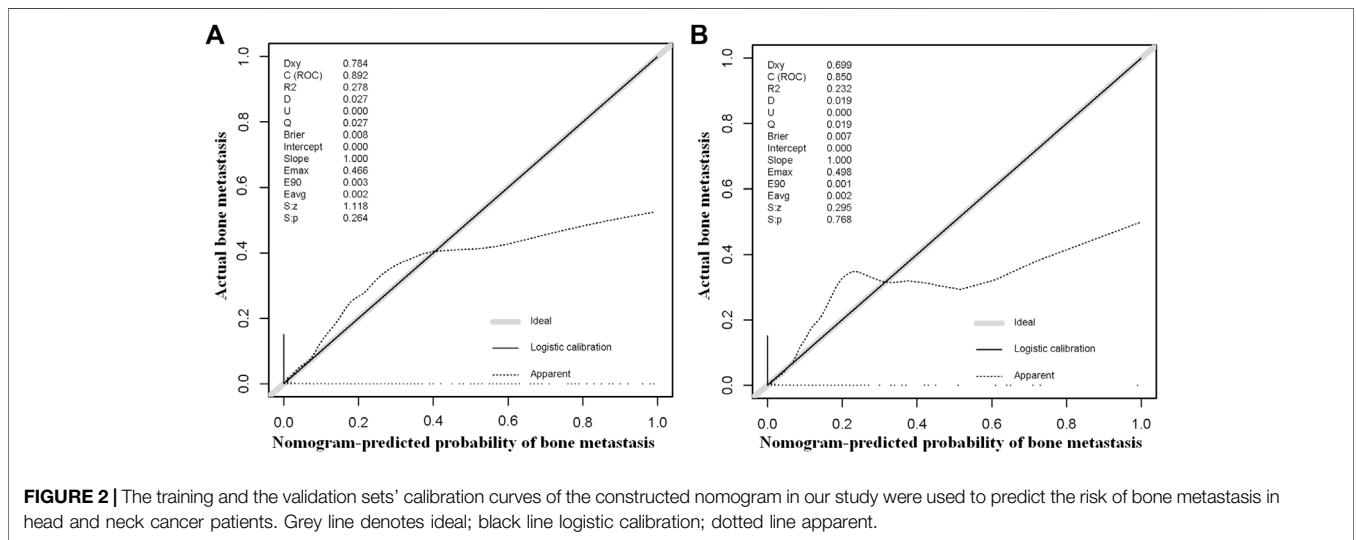 A
Dxy 0.784
C (ROC) 0.892
R2 0.278
D 0.027
U 0.000
Q 0.027
Brier 0.008
Intercept 0.000
Slope 1.000
Emax 0.466
E90 0.003
Eavg 0.002
S:z 1.118
S:p 0.264
Actual bone metastasis
0.0 0.2 0.4 0.6 0.8 1.0
Ideal
Logistic calibration
Apparent
0.0 0.2 0.4 0.6 0.8 1.0
Nomogram-predicted probability of bone metastasis
B
Dxy 0.699
C (ROC) 0.850
R2 0.232
D 0.019
U 0.000
Q 0.019
Brier 0.007
Intercept 0.000
Slope 1.000
Emax 0.498
E90 0.001
Eavg 0.002
S:z 0.295
S:p 0.768
Actual bone metastasis
0.0 0.2 0.4 0.6 0.8 1.0
Ideal
Logistic calibration
Apparent
0.0 0.2 0.4 0.6 0.8 1.0
Nomogram-predicted probability of bone metastasis
FIGURE 2 | The training and the validation sets' calibration curves of the constructed nomogram in our study were used to predict the risk of bone metastasis in
head and neck cancer patients. Grey line denotes ideal; black line logistic calibration; dotted line apparent.